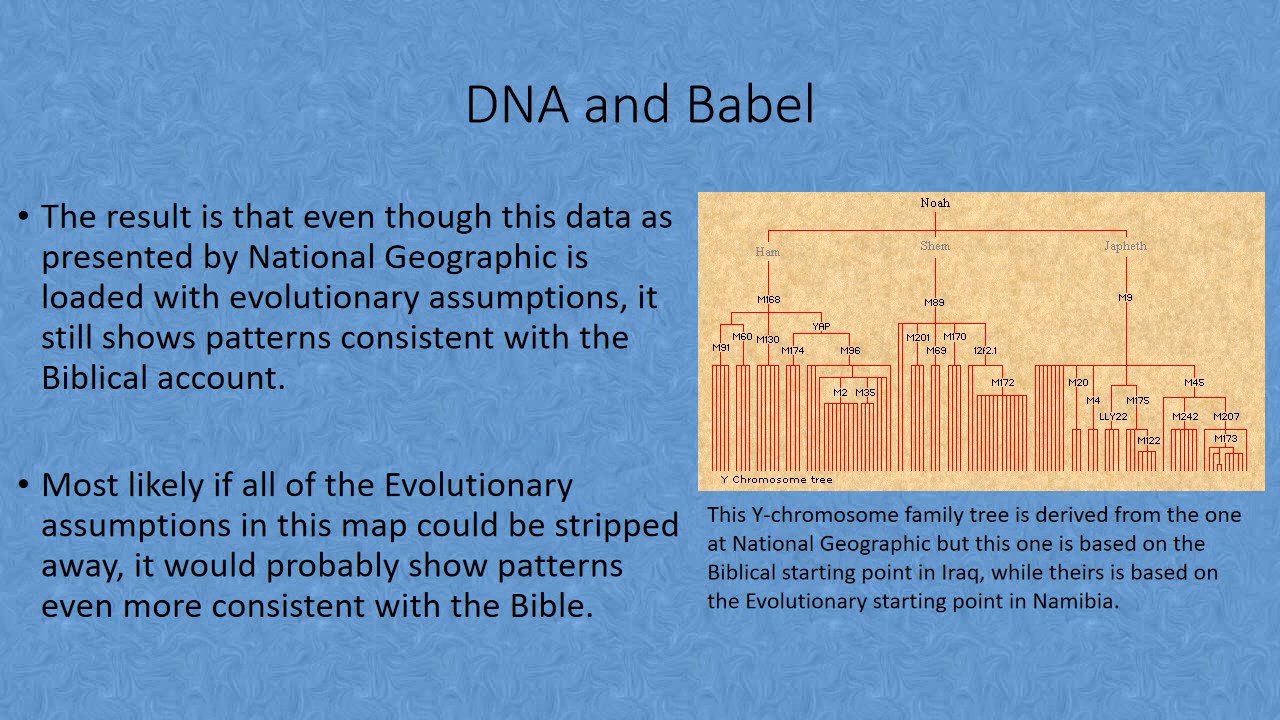 DNA and Babel
• The result is that even though this data as
presented by National Geographic is
loaded with evolutionary assumptions, it
still shows patterns consistent with the
Biblical account.
• Most likely if all of the Evolutionary
assumptions in this map could be stripped
away, it would probably show patterns
even more consistent with the Bible.
Noah
Ham Shem Japheth
M168 M89 M9
YAP
M91 M60 M130 M174 M96 M201 M69 M170 12f2.1
M2 M35 M172 M20 M45
M4 M175
LLY22 M242 M207
M122 M173
Y Chromosome tree
This Y-chromosome family tree is derived from the one
at National Geographic but this one is based on the
Biblical starting point in Iraq, while theirs is based on
the Evolutionary starting point in Namibia.